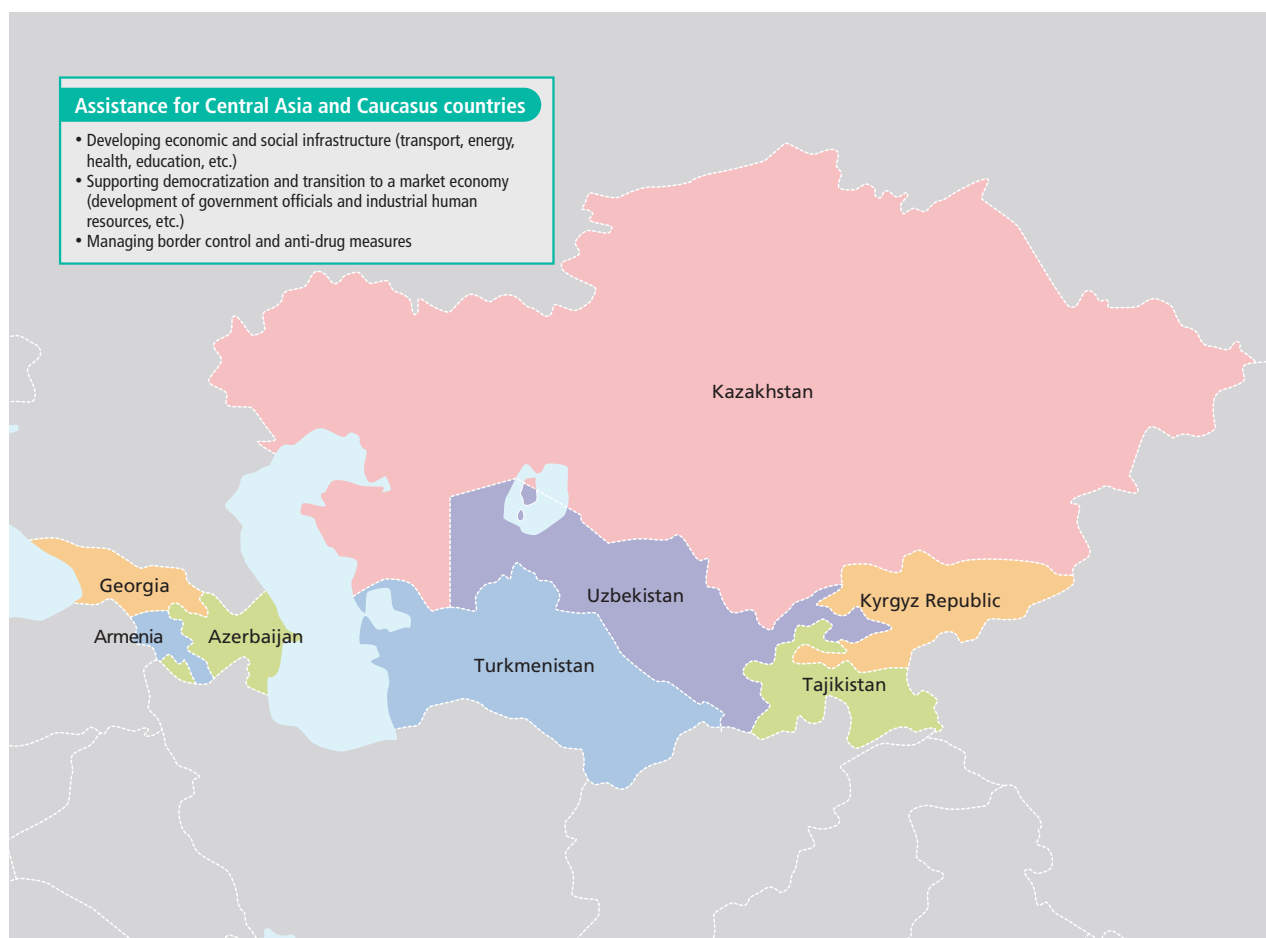 Assistance for Central Asia and Caucasus countries
• Developing economic and social infrastructure (transport, energy,
health, education, etc.)
• Supporting democratization and transition to a market economy
(development of government officials and industrial human
resources, etc.)
• Managing border control and anti-drug measures
Kazakhstan
Georgia
Uzbekistan
Kyrgyz Republic
Armenia
Azerbaijan
Turkmenistan
Tajikistan